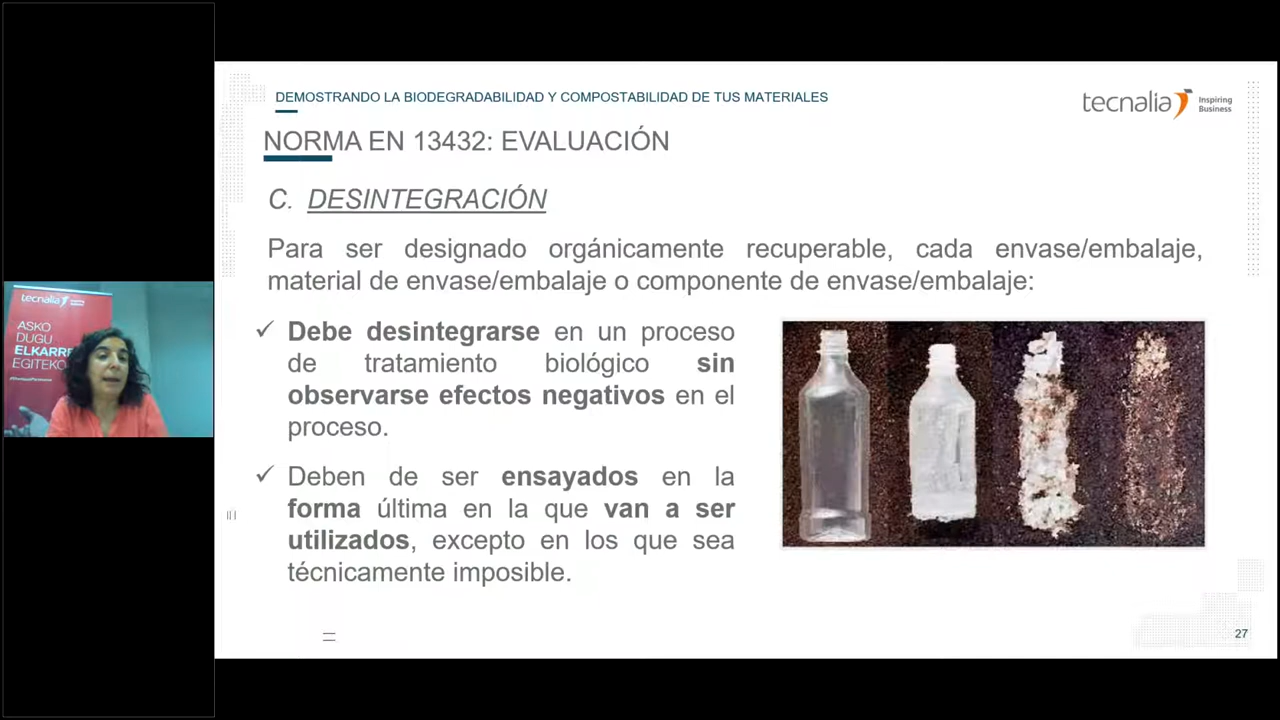 DEMOSTRANDO LA BIODEGRADABILIDAD Y COMPOSTABILIDAD DE TUS MATERIALES
tecnalia Inspiring
Business
NORMA EN 13432: EVALUACIÓN
C. DESINTEGRACIÓN
Para ser designado orgánicamente recuperable, cada envase/embalaje,
material de envase/embalaje o componente de envase/embalaje:
✓ Debe desintegrarse en un proceso
de tratamiento biológico sin
observarse efectos negativos en el
proceso.
✓ Deben de ser ensayados en la
forma última en la que van a ser
utilizados, excepto en los que sea
técnicamente imposible.
27
tecnalia
ASKO
DUGU
ELKARRE
EGITEKO